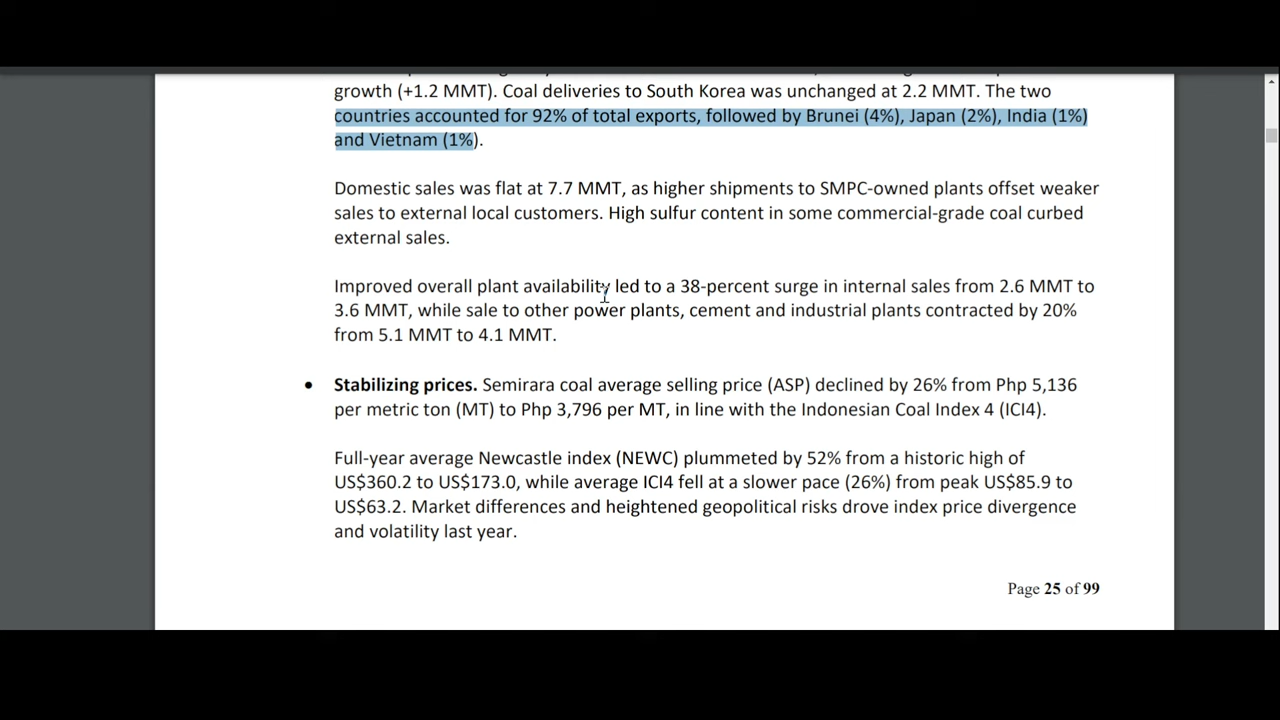 growth (+1.2 MMT). Coal deliveries to South Korea was unchanged at 2.2 MMT. The two
countries accounted for 92% of total exports, followed by Brunei (4%), Japan (2%), India (1%)
and Vietnam (1%).
Domestic sales was flat at 7.7 MMT, as higher shipments to SMPC-owned plants offset weaker
sales to external local customers. High sulfur content in some commercial-grade coal curbed
external sales.
Improved overall plant availability led to a 38-percent surge in internal sales from 2.6 MMT to
3.6 MMT, while sale to other power plants, cement and industrial plants contracted by 20%
from 5.1 MMT to 4.1 MMT.
• Stabilizing prices. Semirara coal average selling price (ASP) declined by 26% from Php 5,136
per metric ton (MT) to Php 3,796 per MT, in line with the Indonesian Coal Index 4 (ICI4).
Full-year average Newcastle index (NEWC) plummeted by 52% from a historic high of
US$360.2 to US$173.0, while average ICI4 fell at a slower pace (26%) from peak US$85.9 to
US$63.2. Market differences and heightened geopolitical risks drove index price divergence
and volatility last year.
Page 25 of 99